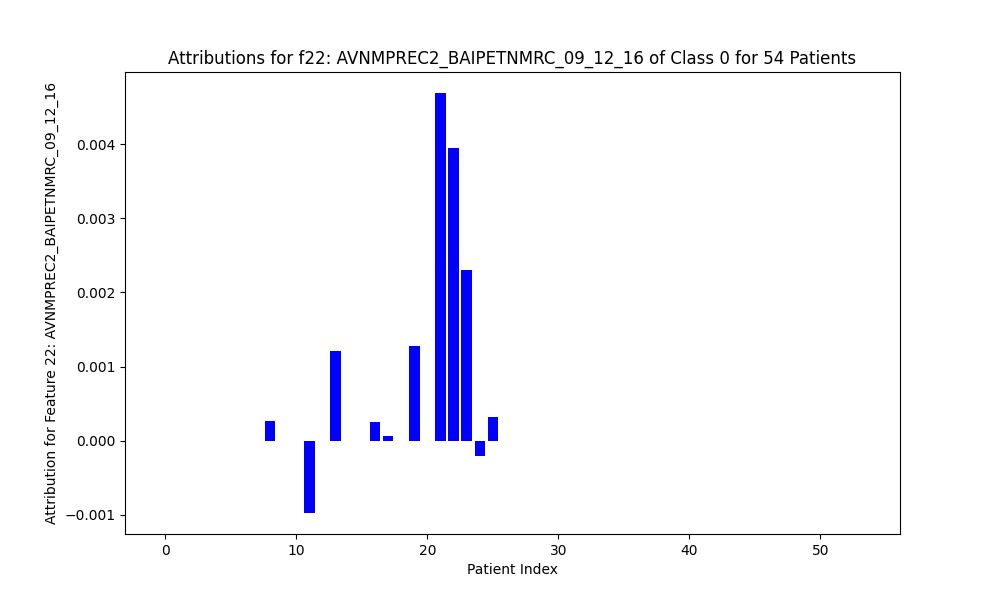 Attributions for f22: AVNMPREC2_BAIPETNMRC_09_12_16 of Class 0 for 54 Patients
Attribution for Feature 22: AVNMPREC2_BAIPETNMRC_09_12_16
0.004
0.003
0.002
0.001
0.000
−0.001
0 10 20 30 40 50
Patient Index